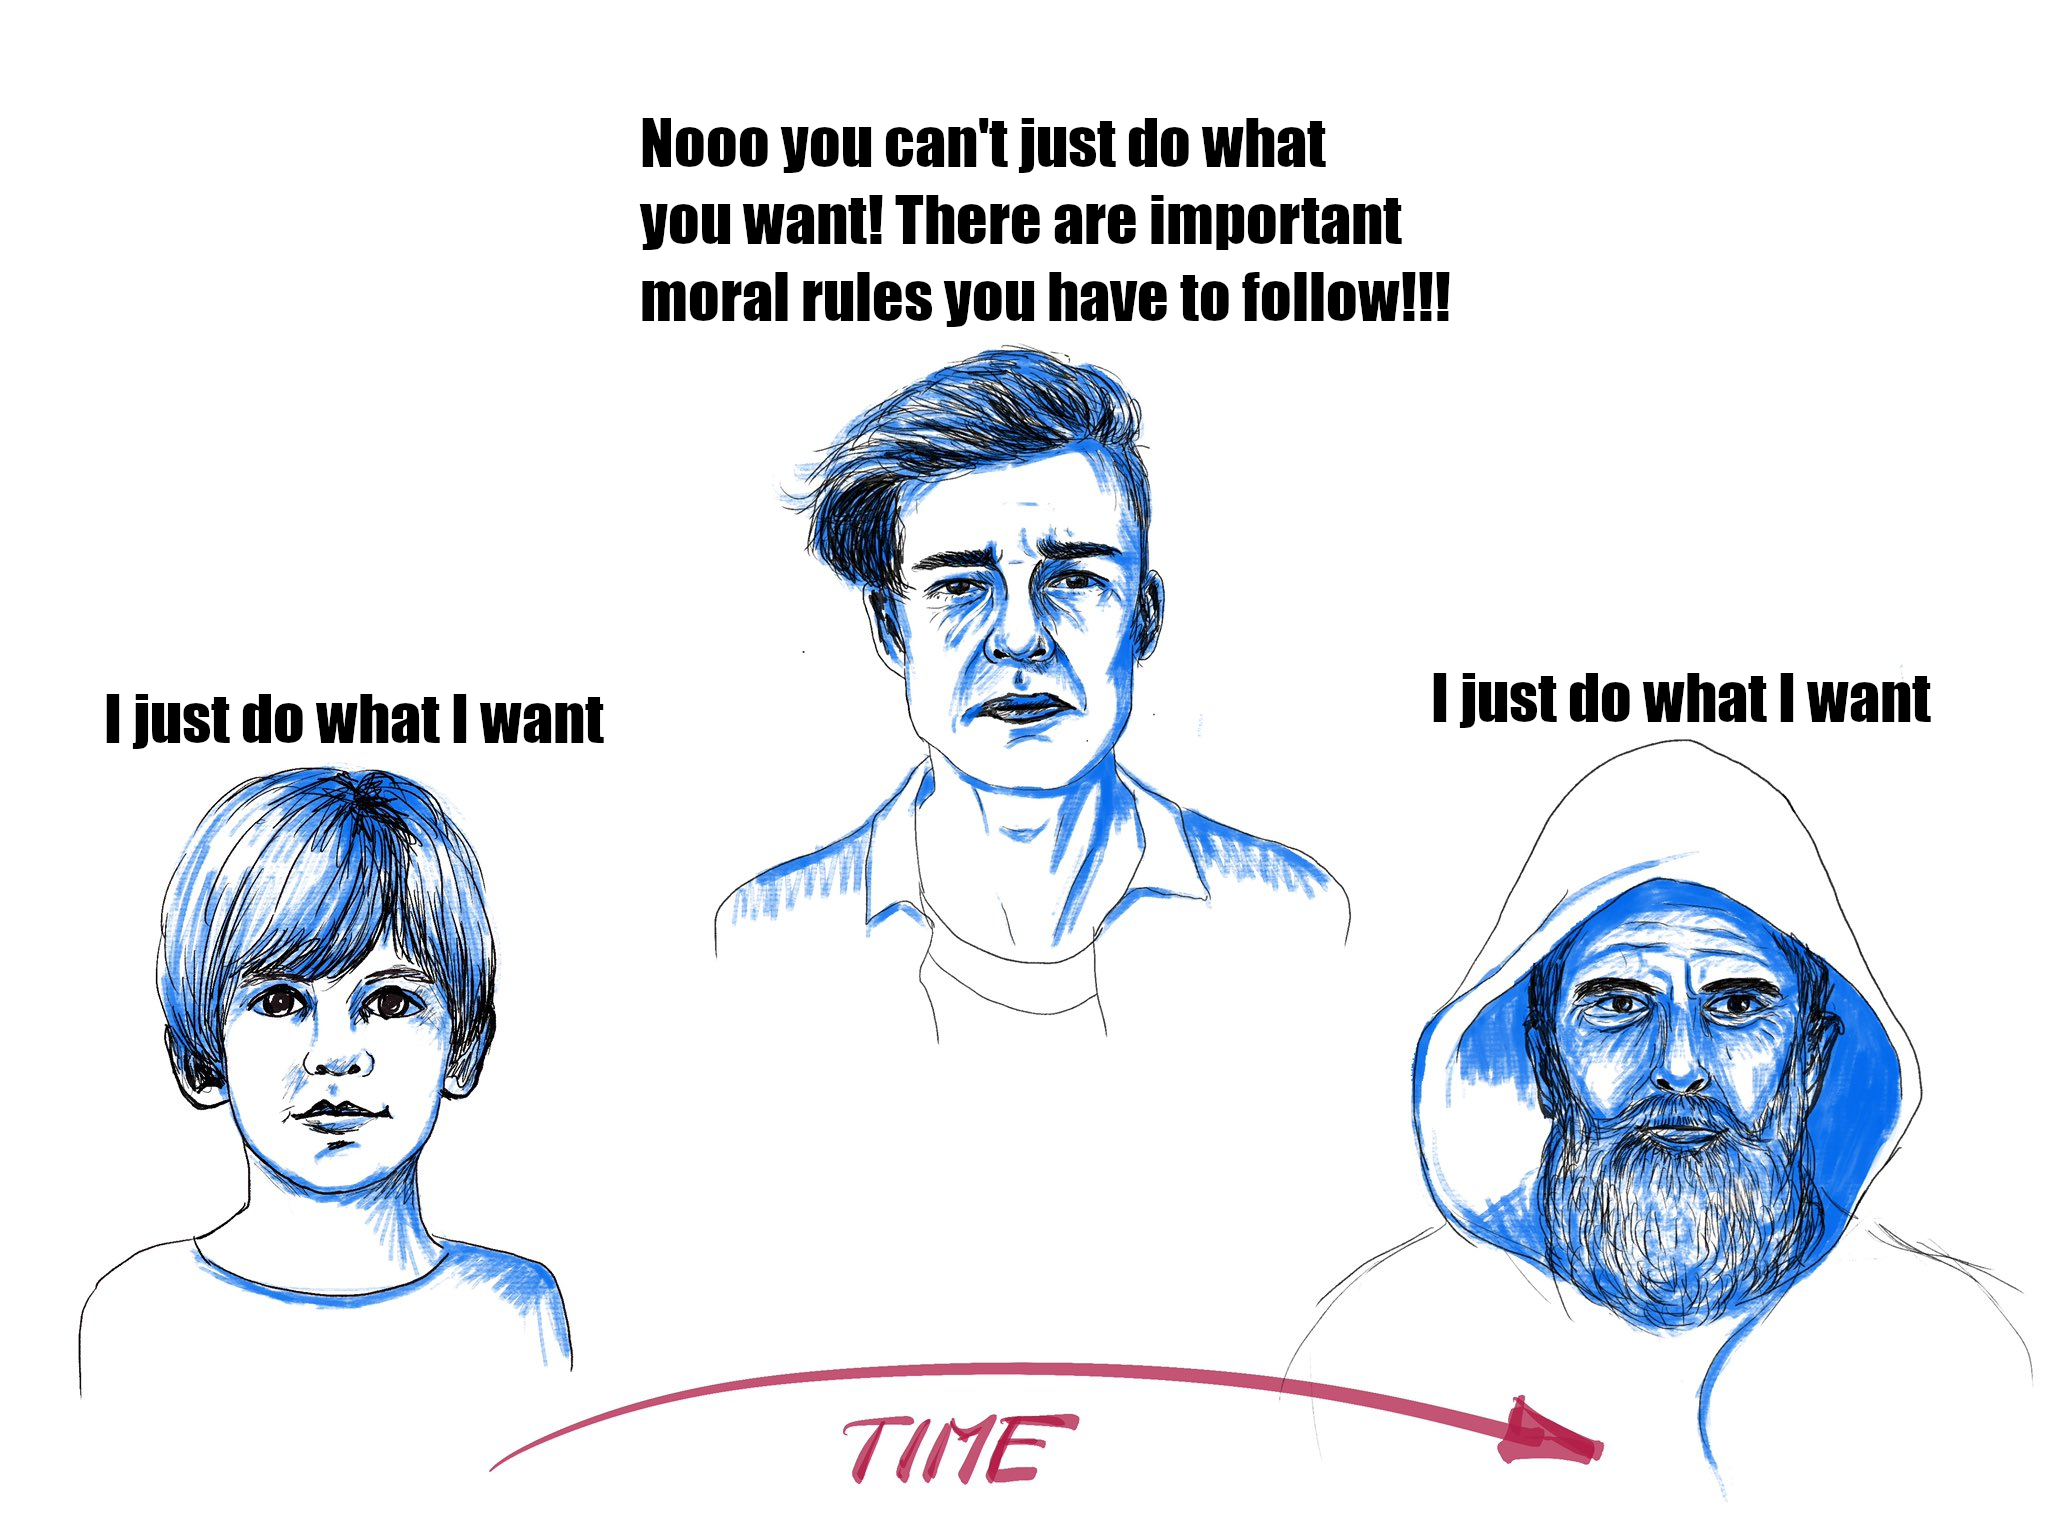 Nooo you can't just do what
you want! There are important
moral rules you have to follow!!!
I just do what I want
I just do what I want
TIME